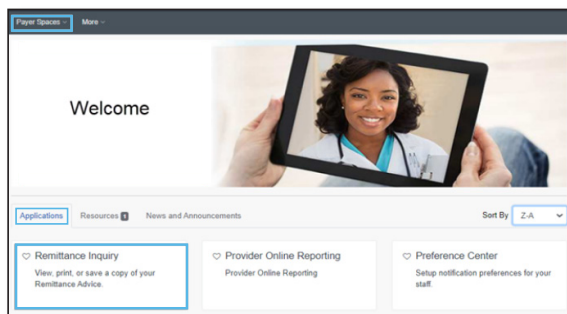 Payer Spaces More
Welcome
Applications Resources 1 News and Announcements Sort By Z-A
Remittance Inquiry
View, print, or save a copy of your
Remittance Advice.
Provider Online Reporting
Provider Online Reporting
Preference Center
Setup notification preferences for your
staff.